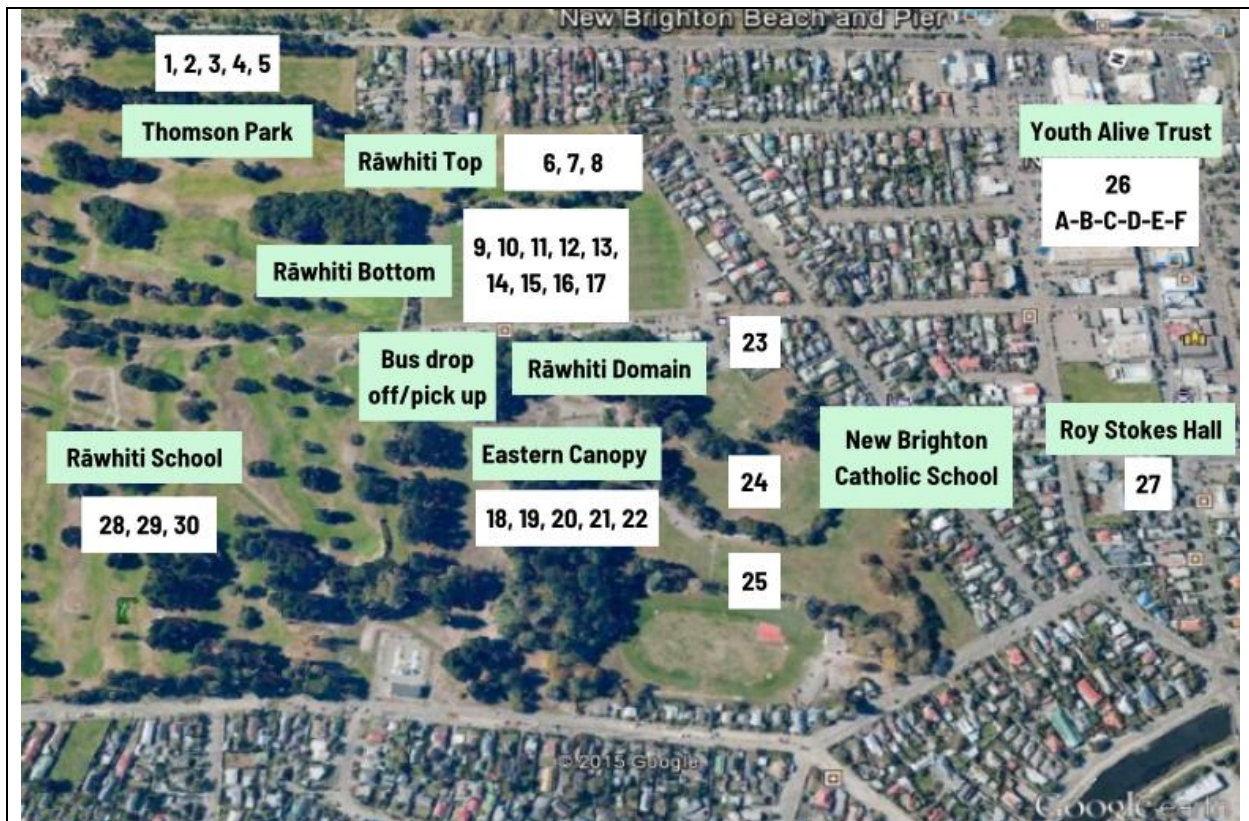 New Brighton Beach and Pier
1, 2, 3, 4, 5
Thomson Park
Youth Alive Trust
Rāwhiti Top
6, 7, 8
26
A-B-C-D-E-F
Rāwhiti Bottom
9, 10, 11, 12, 13,
14, 15, 16, 17
Bus drop
off/pick up
Rāwhiti Domain
23
Rāwhiti School
Eastern Canopy
New Brighton
Catholic School
Roy Stokes Hall
28, 29, 30
18, 19, 20, 21, 22
24
27
25
© 2015 Google
Google earth